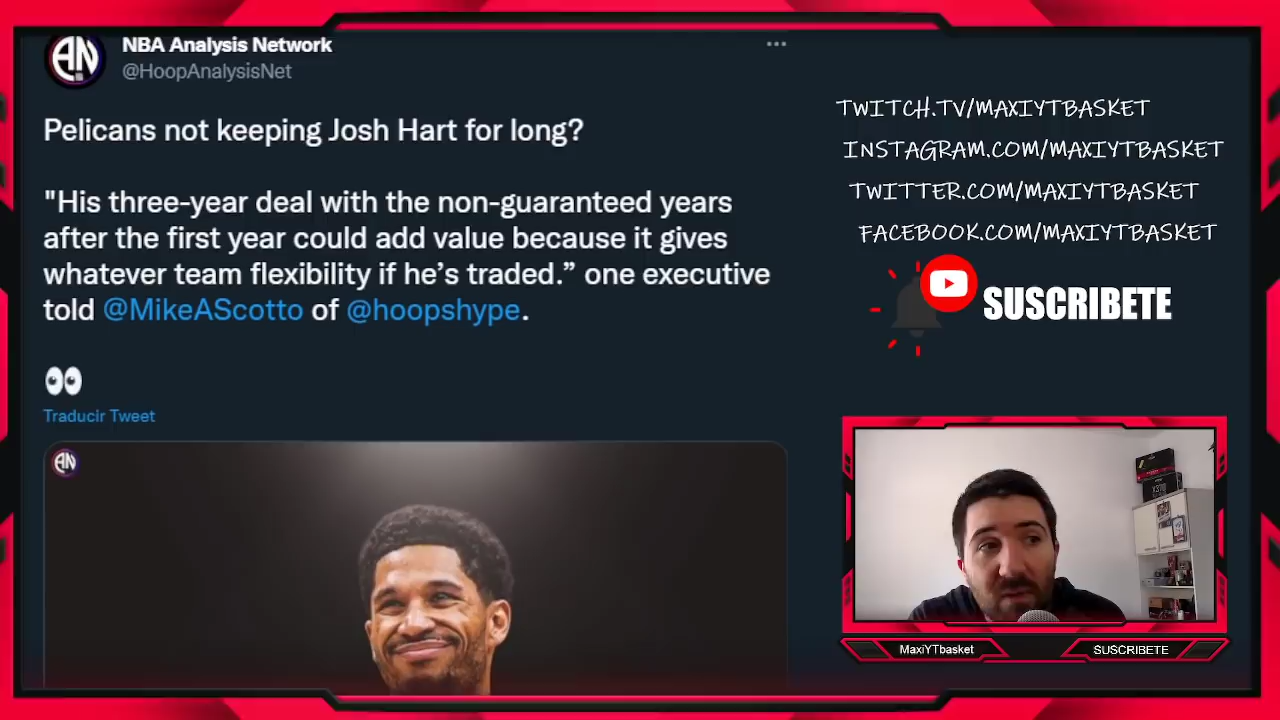 NBA Analysis Network
@HoopAnalysisNet
Pelicans not keeping Josh Hart for long?
"His three-year deal with the non-guaranteed years
after the first year could add value because it gives
whatever team flexibility if he’s traded.” one executive
told @MikeAScotto of @hoopshype.
Traducir Tweet
AN
TWITCH.TV/MAXIYTBASKET
INSTAGRAM.COM/MAXIYTBASKET
TWITTER.COM/MAXIYTBASKET
FACEBOOK.COM/MAXIYTBASKET
SUSCRIBETE
X370
MaxiYTbasket
SUSCRIBETE